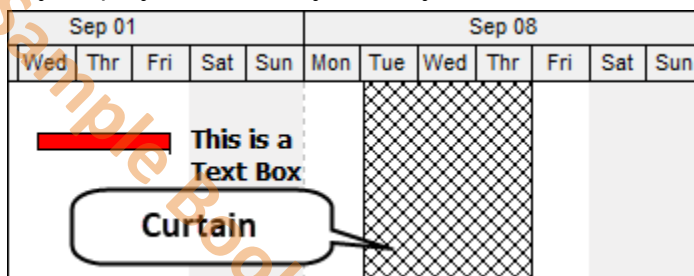 Sep 01 Sep 08
Wed Thr Fri Sat Sun Mon Tue Wed Thr Fri Sat Sun
This is a
Text Box
Curtain
Sample